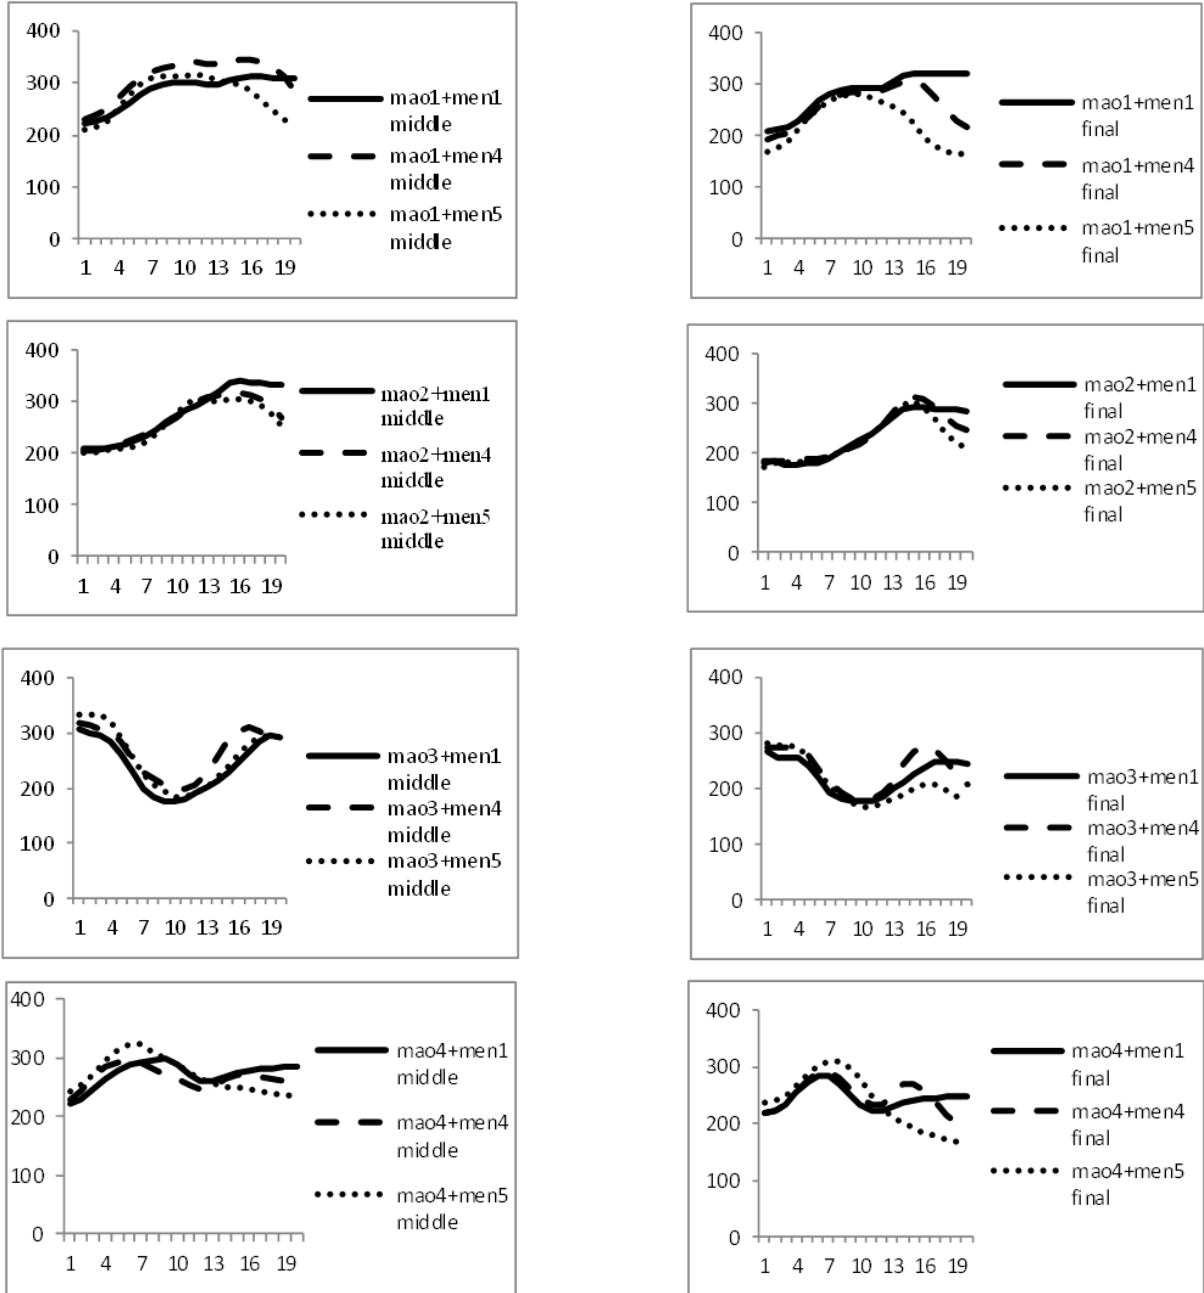 400
300
200
100
0
1 4 7 10 13 16 19
mao1+men1
middle
mao1+men4
middle
mao1+men5
middle
400
300
200
100
0
1 4 7 10 13 16 19
mao1+men1
final
mao1+men4
final
mao1+men5
final
400
300
200
100
0
1 4 7 10 13 16 19
mao2+men1
middle
mao2+men4
middle
mao2+men5
middle
400
300
200
100
0
1 4 7 10 13 16 19
mao2+men1
final
mao2+men4
final
mao2+men5
final
400
300
200
100
0
1 4 7 10 13 16 19
mao3+men1
middle
mao3+men4
middle
mao3+men5
middle
400
300
200
100
0
1 4 7 10 13 16 19
mao3+men1
final
mao3+men4
final
mao3+men5
final
400
300
200
100
0
1 4 7 10 13 16 19
mao4+men1
middle
mao4+men4
middle
mao4+men5
middle
400
300
200
100
0
1 4 7 10 13 16 19
mao4+men1
final
mao4+men4
final
mao4+men5
final